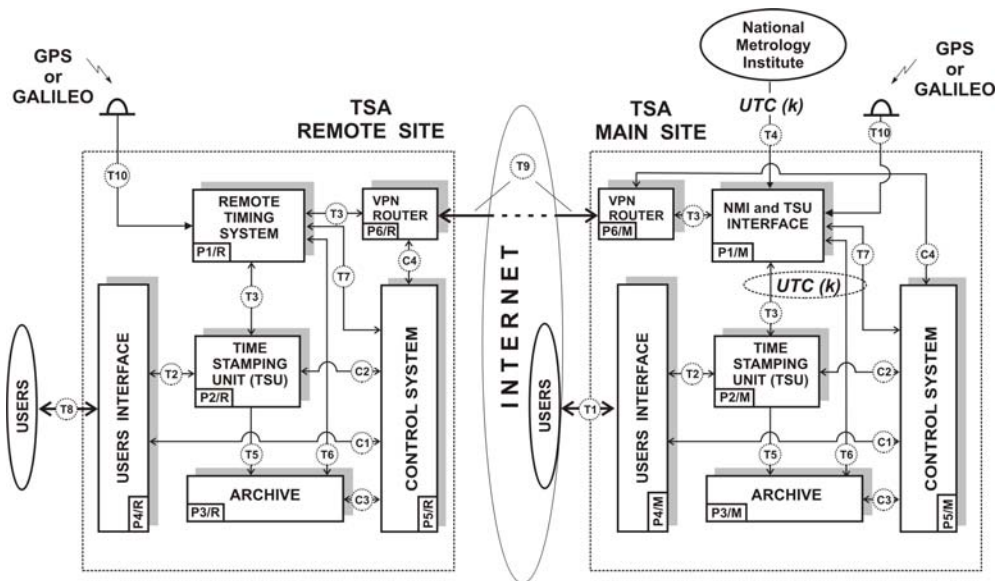 GPS
or
GALILEO
T10
TSA
REMOTE SITE
REMOTE
TIMING
SYSTEM
P1/R
T3
VPN
ROUTER
P6/R
C4
T7
T3
USERS
T8
USERS INTERFACE
P4/R
T2
TIME
STAMPING
UNIT (TSU)
P2/R
C2
C1
T5
T6
ARCHIVE
P3/R
C3
CONTROL SYSTEM
P5/R
T9
INTERNET
USERS
T1
National
Metrology
Institute
UTC (k)
T4
GPS
or
GALILEO
T10
TSA
MAIN SITE
VPN
ROUTER
P6/M
T3
NMI and TSU
INTERFACE
P1/M
T7
C4
UTC (k)
T3
USERS INTERFACE
P4/M
T2
TIME
STAMPING
UNIT (TSU)
P2/M
C2
C1
T5
T6
ARCHIVE
P3/M
C3
CONTROL SYSTEM
P5/M